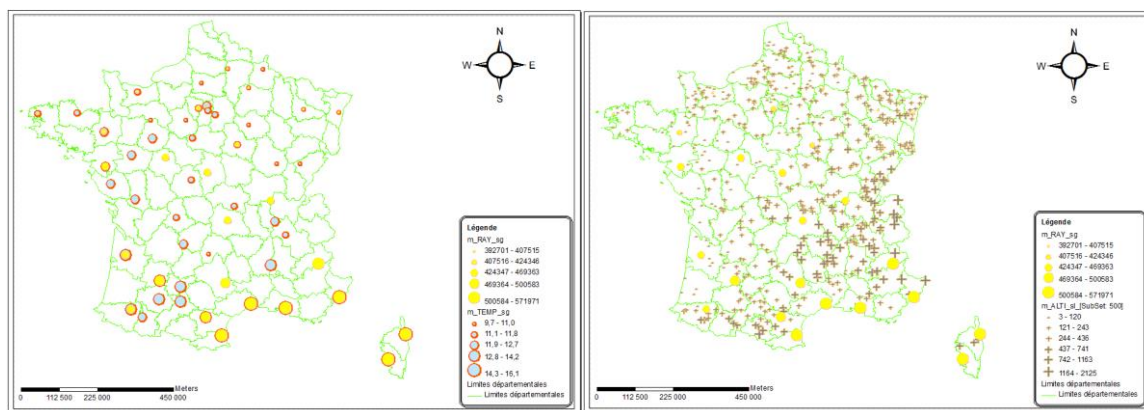 N
W E
S
Légende
m_RAY_sg
392701 - 407515
407516 - 424346
424347 - 469363
469364 - 500583
500584 - 571971
m_TEMP_sg
9,7 - 11,0
11,1 - 11,8
11,9 - 12,7
12,8 - 14,2
14,3 - 16,1
Limites départementales
Limites départementales
Meters
0 112 500 225 000 450 000
N
W E
S
Légende
m_RAY_sg
392701 - 407515
407516 - 424346
424347 - 469363
469364 - 500583
500584 - 571971
m_ALTI_sl_[SubSet: 500]
3 - 120
121 - 243
244 - 436
437 - 741
742 - 1163
1164 - 2125
Limites départementales
Limites départementales
Meters
0 112 500 225 000 450 000